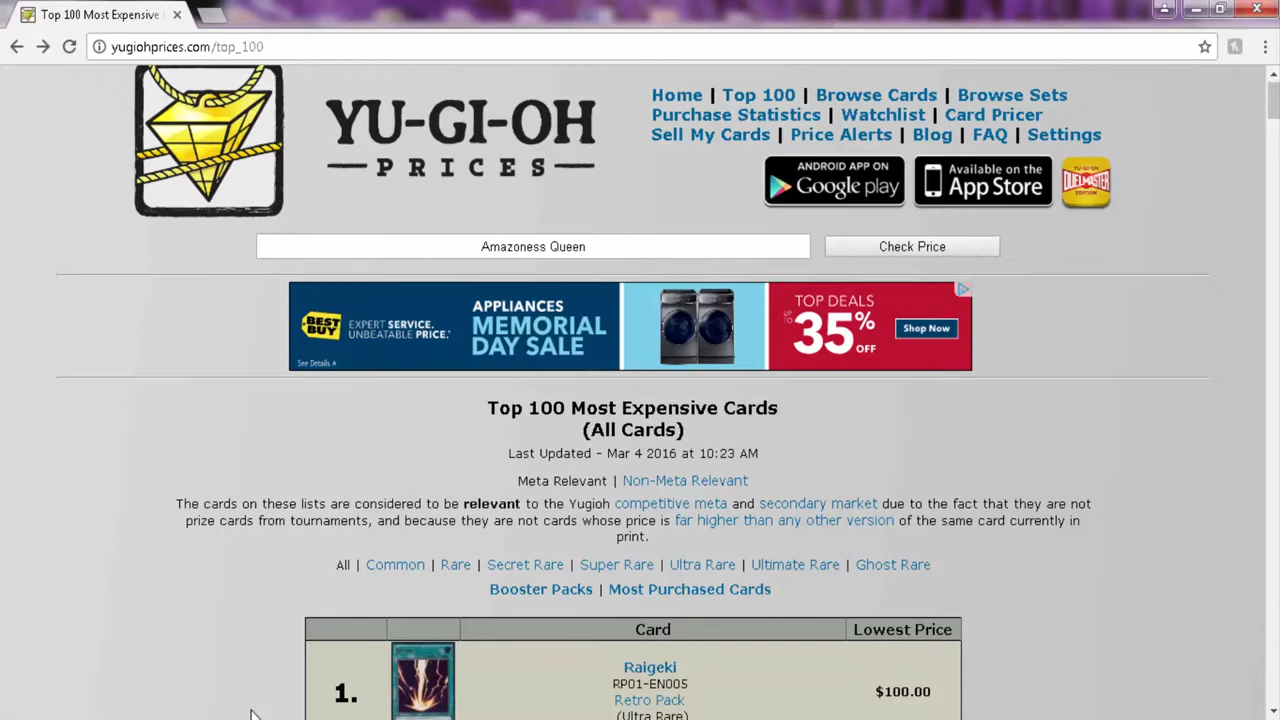 Top 100 Most Expensive
yugiohprices.com/top_100
YU-GI-OH
PRICES
Home | Top 100 | Browse Cards | Browse Sets
Purchase Statistics | Watchlist | Card Pricer
Sell My Cards | Price Alerts | Blog | FAQ | Settings
ANDROID APP ON
Google play
Available on the
App Store
YU-GI-OH
DUELMASTER
EDITION
Amazoness Queen
Check Price
BEST BUY
EXPERT SERVICE.
UNBEATABLE PRICE.
See Details
APPLIANCES
MEMORIAL
DAY SALE
TOP DEALS
UP TO
35%
OFF
Shop Now
Top 100 Most Expensive Cards
(All Cards)
Last Updated - Mar 4 2016 at 10:23 AM
Meta Relevant | Non-Meta Relevant
The cards on these lists are considered to be relevant to the Yugioh competitive meta and secondary market due to the fact that they are not
prize cards from tournaments, and because they are not cards whose price is far higher than any other version of the same card currently in
print.
All | Common | Rare | Secret Rare | Super Rare | Ultra Rare | Ultimate Rare | Ghost Rare
Booster Packs | Most Purchased Cards
Card
Lowest Price
1.
Raigeki
RP01-EN005
Retro Pack
(Ultra Rare)
$100.00